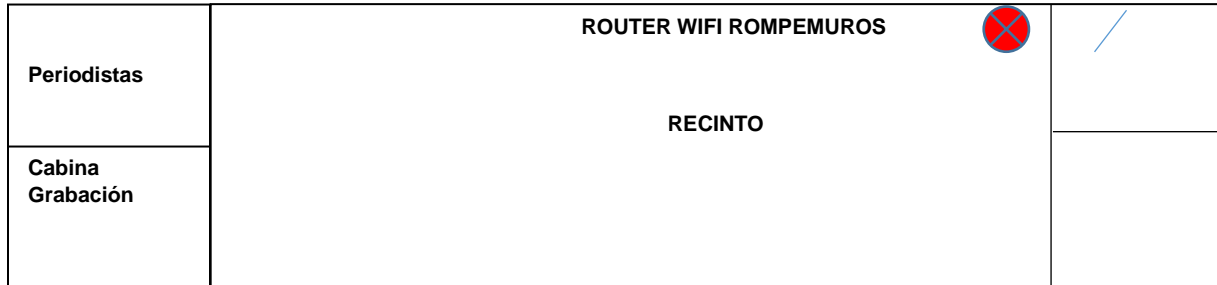 ROUTER WIFI ROMPEMUROS
Periodistas
RECINTO
Cabina
Grabación